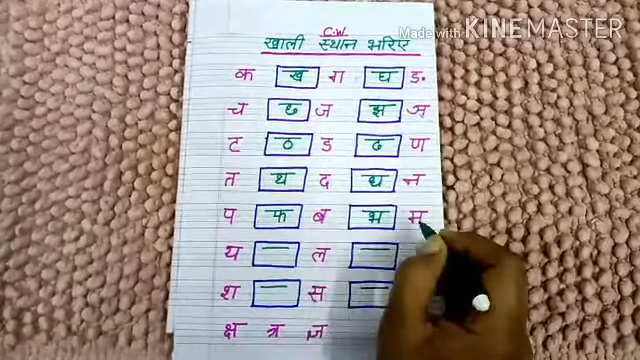 Made with KINEMASTER
C.W
खाली स्थान भरिए
क ख ग घ ङ
च छ ज झ ञ
ट ठ ड ढ ण
त थ द ध न
प फ ब भ म
य ल
श स
क्ष त्र ज्ञ